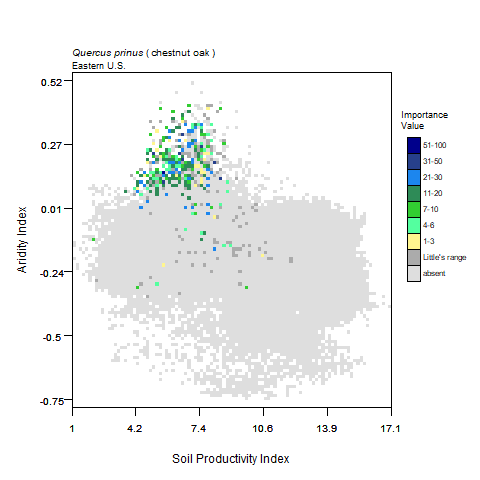 Quercus prinus ( chestnut oak )
Eastern U.S.
Importance
Value
51-100
31-50
21-30
11-20
7-10
4-6
1-3
Little's range
absent
0.52
0.27
0.01
-0.24
-0.5
-0.75
Aridity Index
1 4.2 7.4 10.6 13.9 17.1
Soil Productivity Index